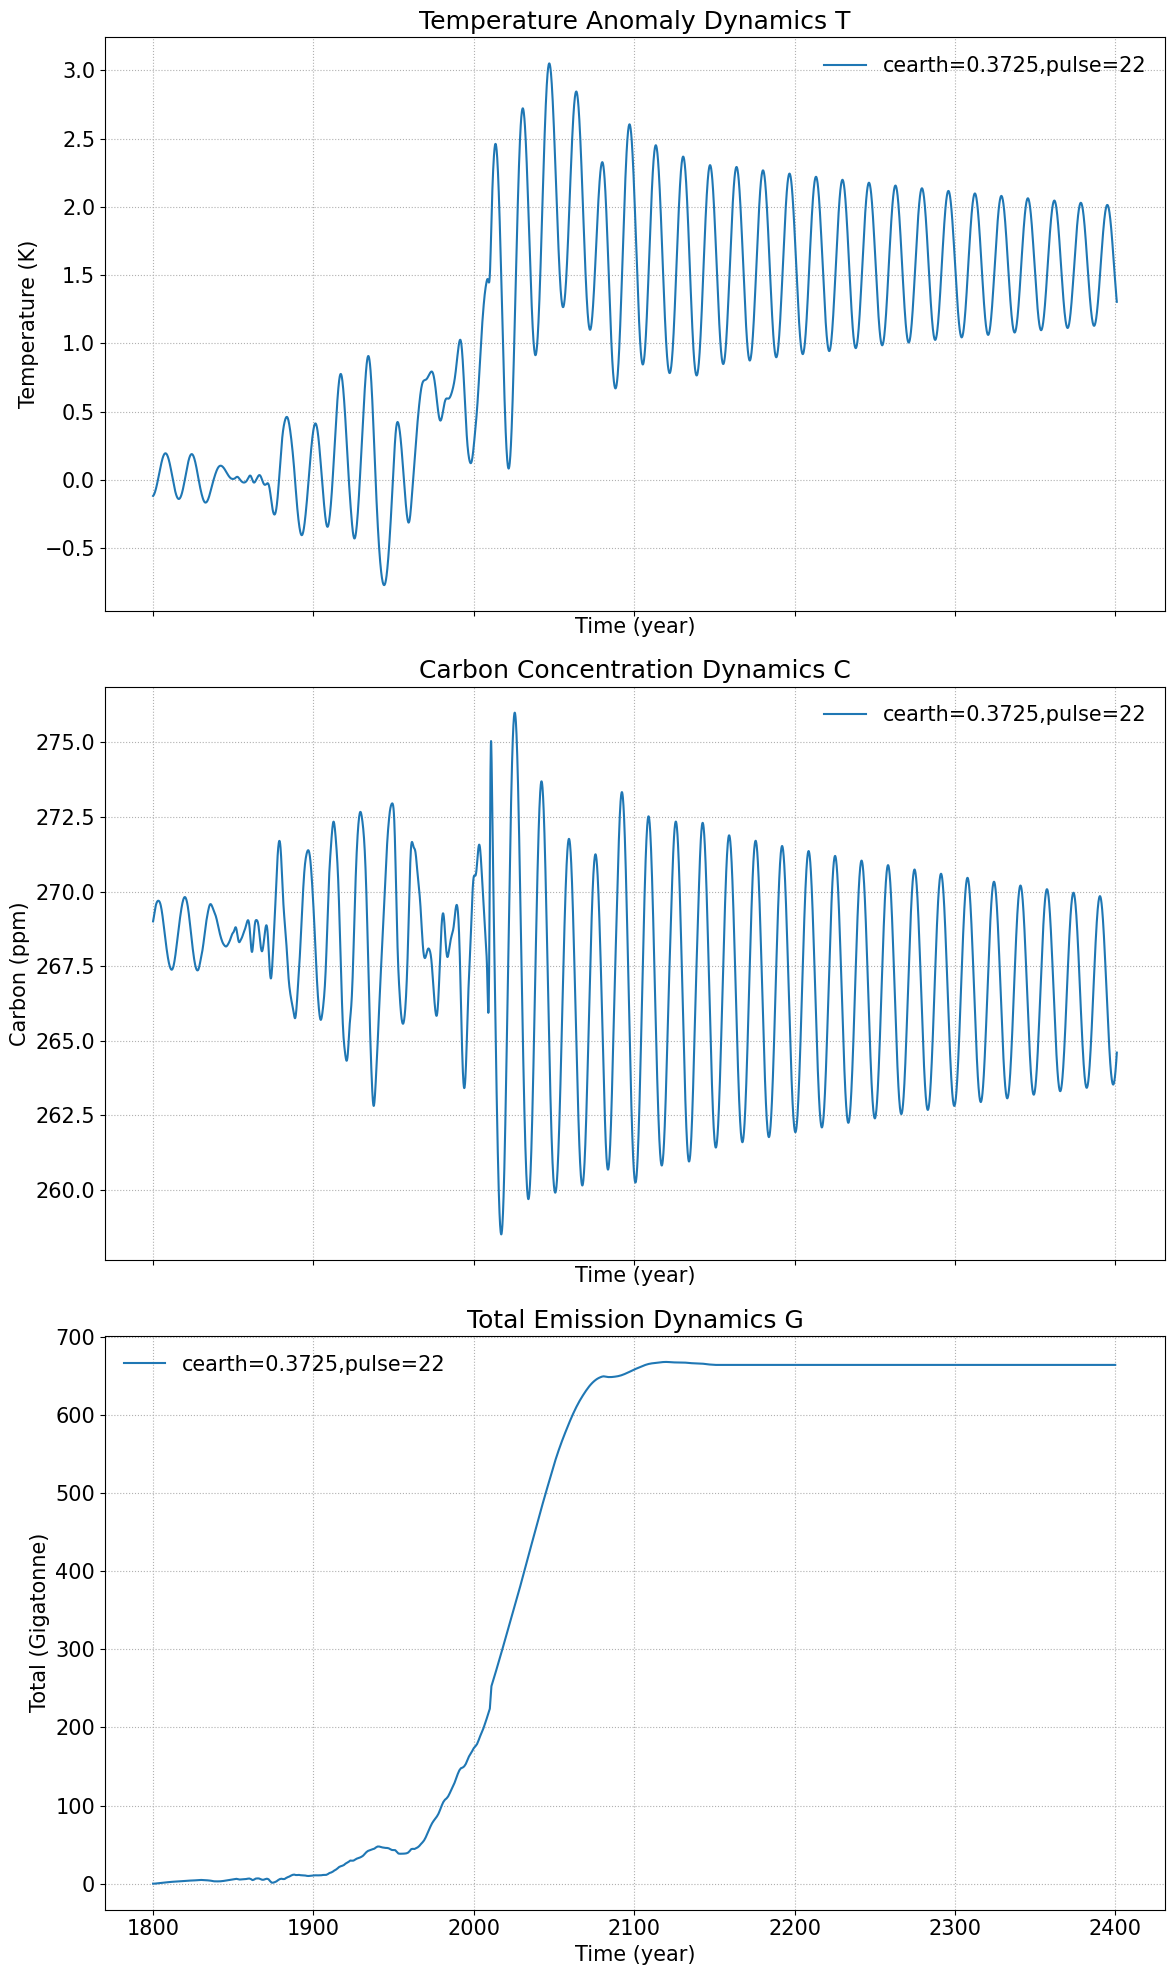 Temperature Anomaly Dynamics T
cearth=0.3725,pulse=22
Temperature (K)
3.0
2.5
2.0
1.5
1.0
0.5
0.0
−0.5
Time (year)
Carbon Concentration Dynamics C
cearth=0.3725,pulse=22
Carbon (ppm)
275.0
272.5
270.0
267.5
265.0
262.5
260.0
Time (year)
Total Emission Dynamics G
cearth=0.3725,pulse=22
Total (Gigatonne)
700
600
500
400
300
200
100
0
1800 1900 2000 2100 2200 2300 2400
Time (year)